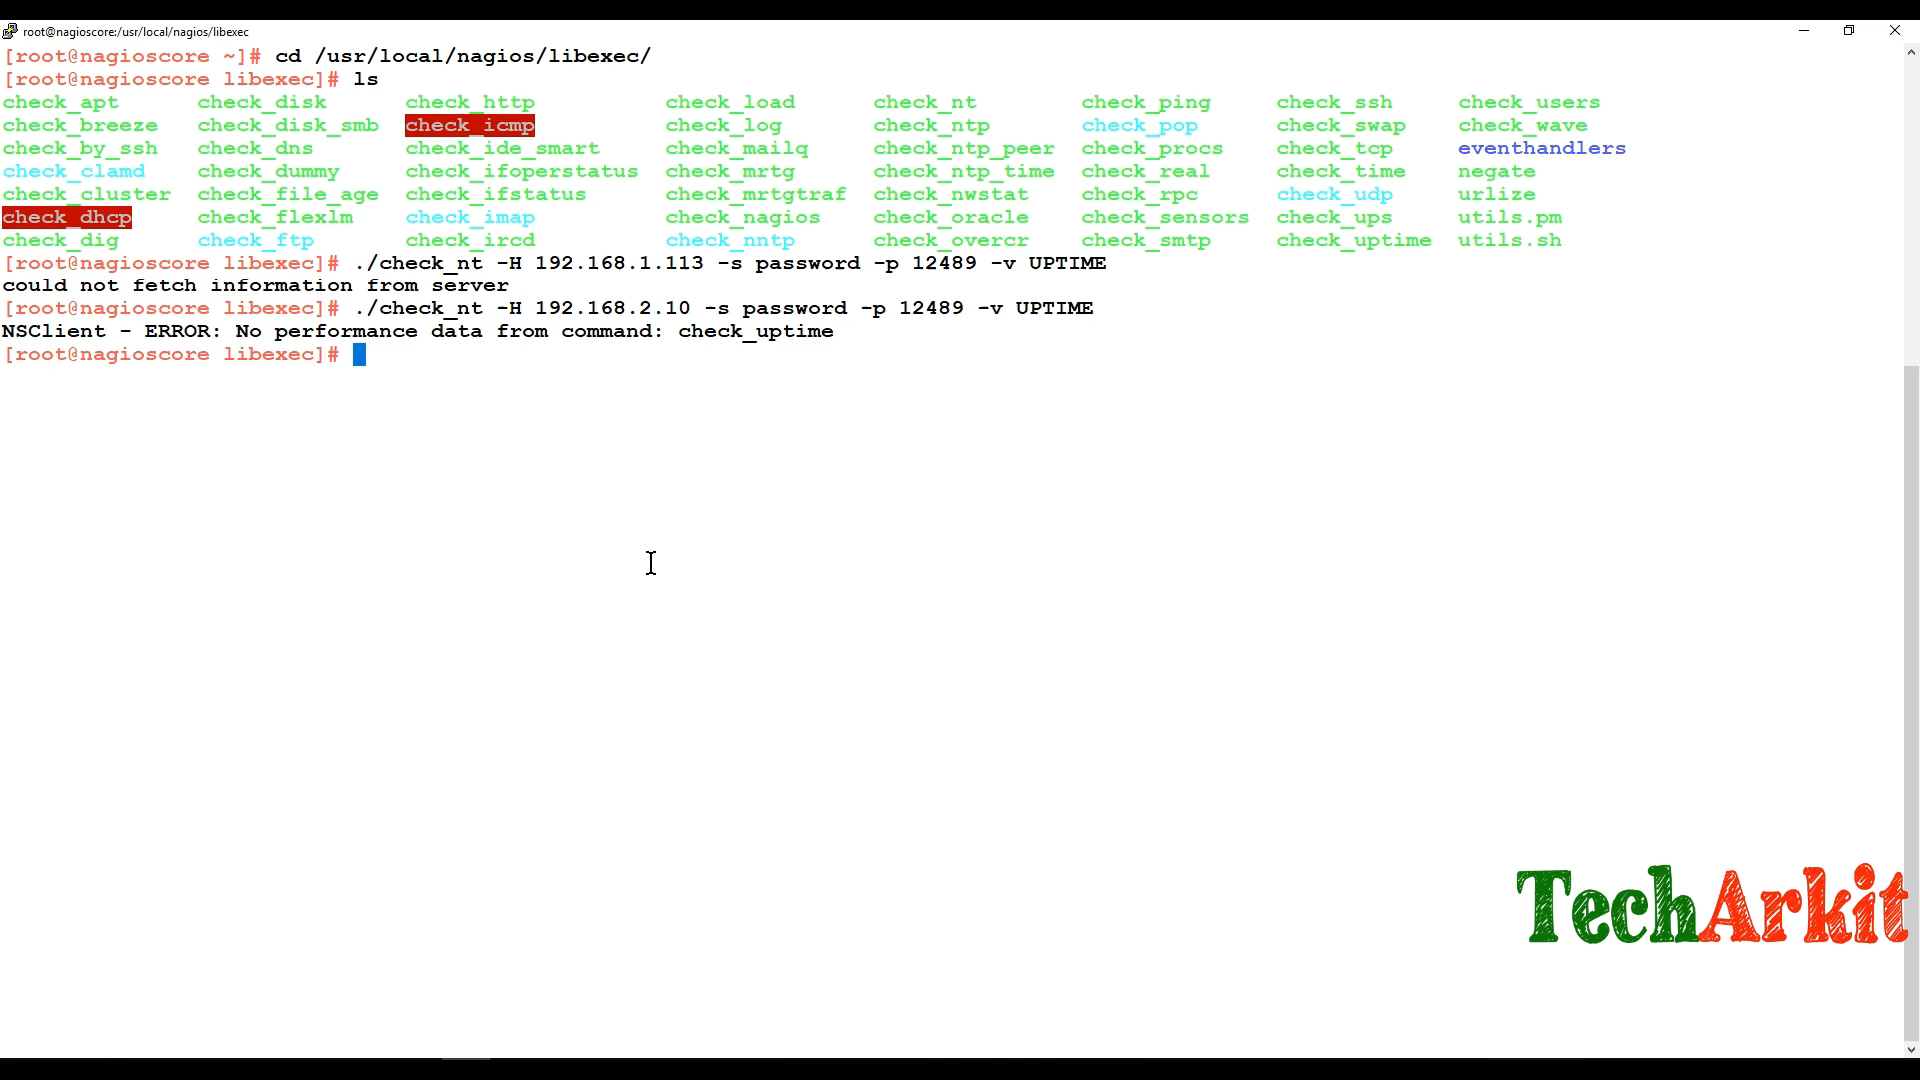 root@nagioscore:/usr/local/nagios/libexec
[root@nagioscore ~]# cd /usr/local/nagios/libexec/
[root@nagioscore libexec]# ls
check_apt check_disk check_http check_load check_nt check_ping check_ssh check_users
check_breeze check_disk_smb check_icmp check_log check_ntp check_pop check_swap check_wave
check_by_ssh check_dns check_ide_smart check_mailq check_ntp_peer check_procs check_tcp eventhandlers
check_clamd check_dummy check_ifoperstatus check_mrtg check_ntp_time check_real check_time negate
check_cluster check_file_age check_ifstatus check_mrtgtraf check_nwstat check_rpc check_udp urlize
check_dhcp check_flexlm check_imap check_nagios check_oracle check_sensors check_ups utils.pm
check_dig check_ftp check_ircd check_nntp check_overcr check_smtp check_uptime utils.sh
[root@nagioscore libexec]# ./check_nt -H 192.168.1.113 -s password -p 12489 -v UPTIME
could not fetch information from server
[root@nagioscore libexec]# ./check_nt -H 192.168.2.10 -s password -p 12489 -v UPTIME
NSClient - ERROR: No performance data from command: check_uptime
[root@nagioscore libexec]#
TechArkit